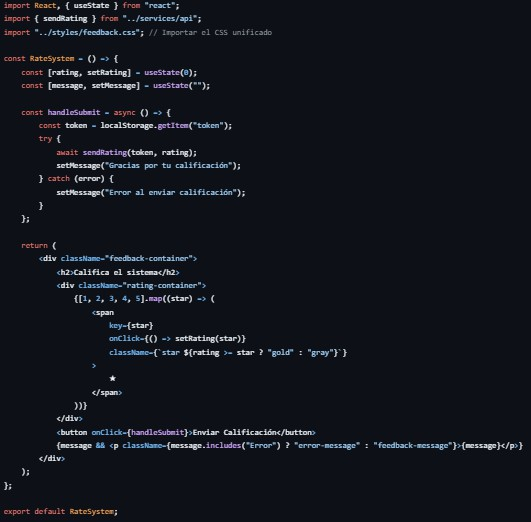 import React, { useState } from "react";
import { sendRating } from "../services/api";
import "../styles/feedback.css"; // Importar el CSS unificado

const RateSystem = () => {
    const [rating, setRating] = useState(0);
    const [message, setMessage] = useState("");

    const handleSubmit = async () => {
        const token = localStorage.getItem("token");
        try {
            await sendRating(token, rating);
            setMessage("Gracias por tu calificación");
        } catch (error) {
            setMessage("Error al enviar calificación");
        }
    };

    return (
        <div className="feedback-container">
            <h2>Califica el sistema</h2>
            <div className="rating-container">
                {[1, 2, 3, 4, 5].map((star) => (
                    <span
                        key={star}
                        onClick={() => setRating(star)}
                        className={`star ${rating >= star ? "gold" : "gray"}`}
                    >
                        ★
                    </span>
                ))}
            </div>
            <button onClick={handleSubmit}>Enviar Calificación</button>
            {message && <p className={message.includes("Error") ? "error-message" : "feedback-message"}>{message}</p>}
        </div>
    );
};

export default RateSystem;